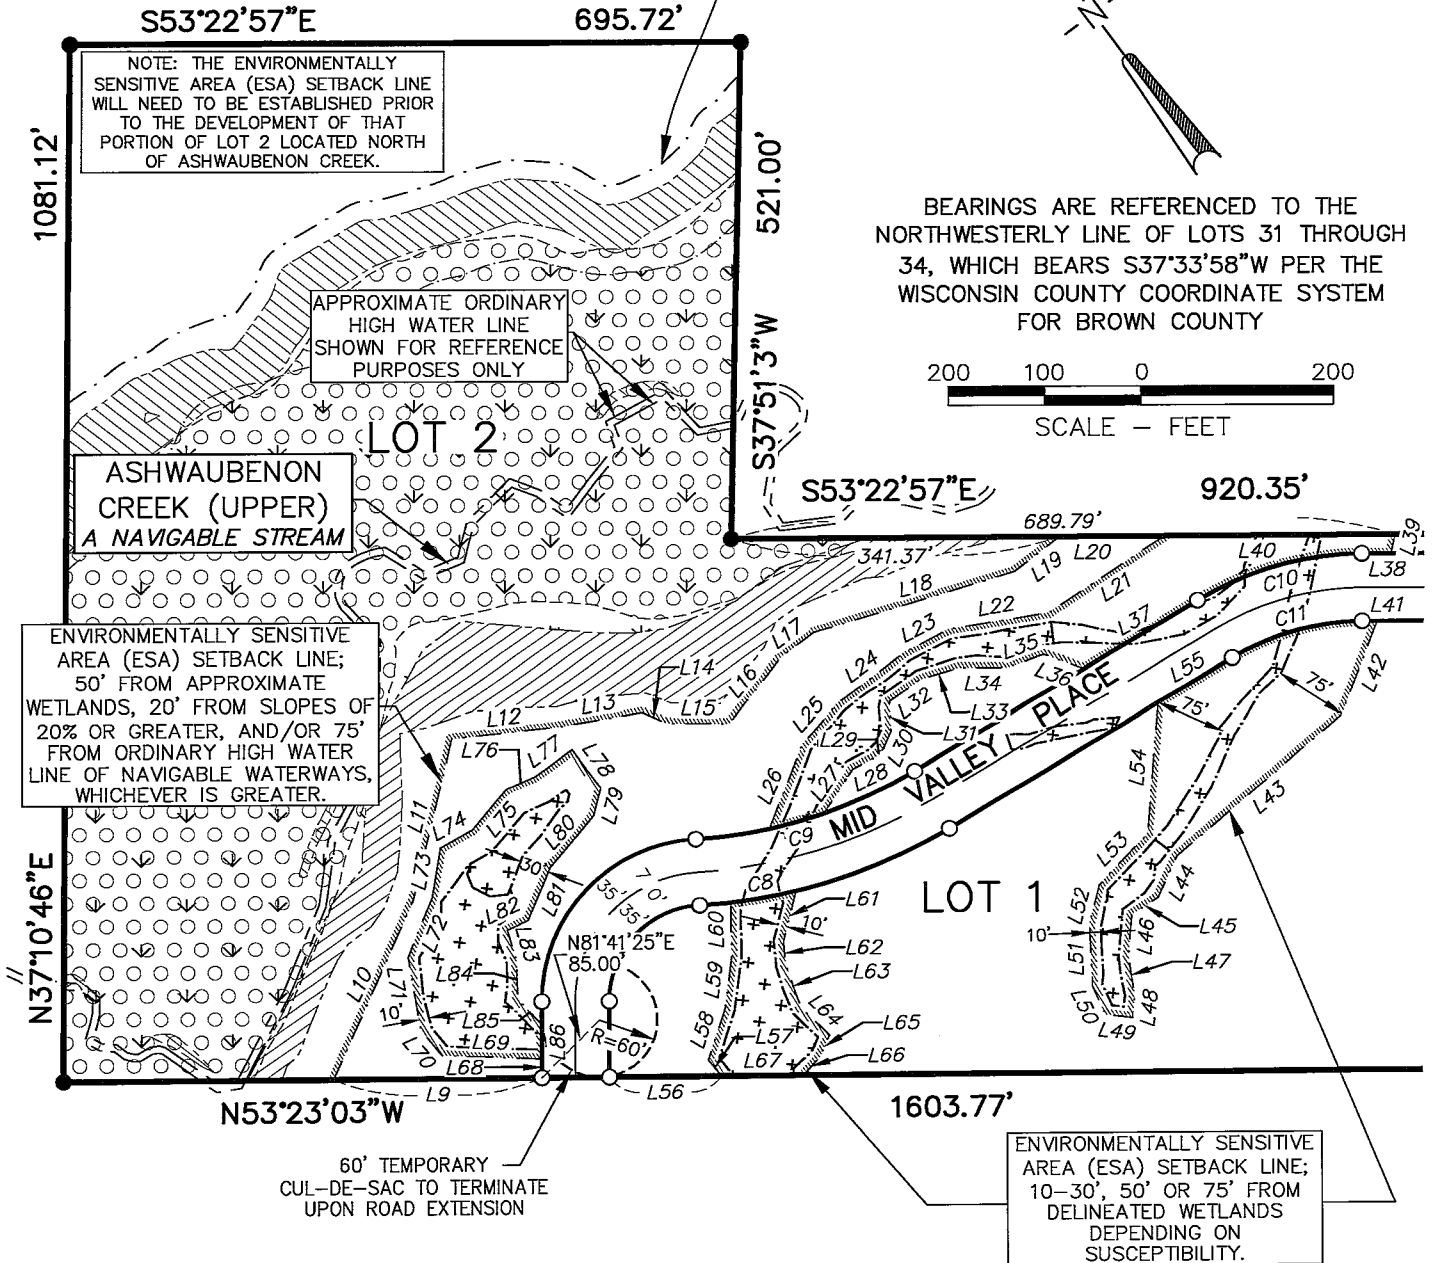 S53°22'57"E
695.72'
-N-
NOTE: THE ENVIRONMENTALLY
SENSITIVE AREA (ESA) SETBACK LINE
WILL NEED TO BE ESTABLISHED PRIOR
TO THE DEVELOPMENT OF THAT
PORTION OF LOT 2 LOCATED NORTH
OF ASHWAUBENON CREEK.
1081.12'
521.00'
BEARINGS ARE REFERENCED TO THE
NORTHWESTERLY LINE OF LOTS 31 THROUGH
34, WHICH BEARS S37°33'58"W PER THE
WISCONSIN COUNTY COORDINATE SYSTEM
FOR BROWN COUNTY
APPROXIMATE ORDINARY
HIGH WATER LINE
SHOWN FOR REFERENCE
PURPOSES ONLY
S37°51'3"W
200 100 0 200
SCALE – FEET
LOT 2
ASHWAUBENON
CREEK (UPPER)
A NAVIGABLE STREAM
S53°22'57"E
920.35'
689.79'
341.37'
L39
L40
L20
L19
L18
L38
C10
L21
L22
L37
L41
C11
L23
L17
L35
L55
L42
ENVIRONMENTALLY SENSITIVE
AREA (ESA) SETBACK LINE;
50' FROM APPROXIMATE
WETLANDS, 20' FROM SLOPES OF
20% OR GREATER, AND/OR 75'
FROM ORDINARY HIGH WATER
LINE OF NAVIGABLE WATERWAYS,
WHICHEVER IS GREATER.
L14
L24
L36
L34
L16
L32
75'
75'
L13
L15
L12
L25
L33
L31
L29
L30
L76
L77
L78
L26
L27
L28
MID VALLEY PLACE
L54
L43
L11
L74
L75
L79
L80
C9
L53
L73
30'
C8
L44
LOT 1
L81
35'
70'
35'
L61
L52
L82
L60
10'
L45
L46
L72
L83
N81°41'25"E
85.00'
L62
10'
L51
L10
L84
L59
L63
L47
L71
L50
L48
10'
L85
L64
L49
L69
L86
R=60'
L58
L57
L65
L70
L67
L66
L68
N37°10'46"E
L9
L56
N53°23'03"W
1603.77'
60' TEMPORARY
CUL–DE–SAC TO TERMINATE
UPON ROAD EXTENSION
ENVIRONMENTALLY SENSITIVE
AREA (ESA) SETBACK LINE;
10–30', 50' OR 75' FROM
DELINEATED WETLANDS
DEPENDING ON
SUSCEPTIBILITY.